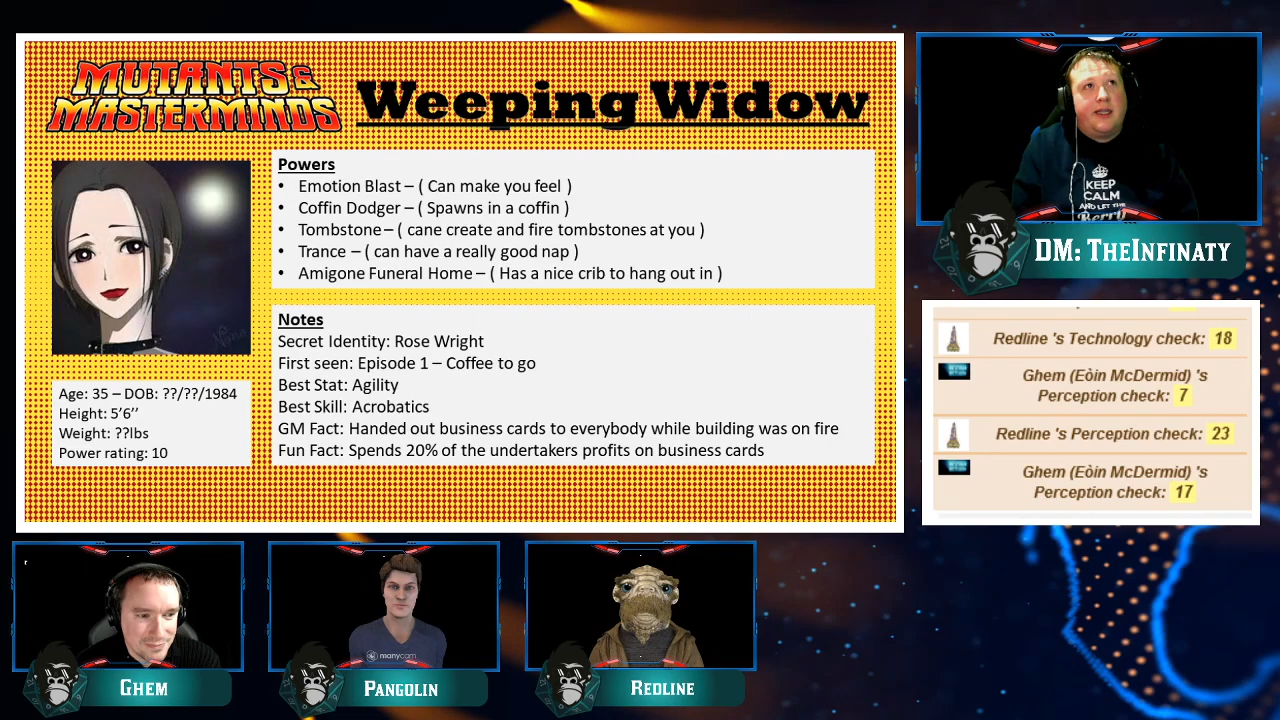 MUTANTS &
MASTERMINDS
Weeping Widow
Powers
• Emotion Blast – ( Can make you feel )
• Coffin Dodger – ( Spawns in a coffin )
• Tombstone – ( cane create and fire tombstones at you )
• Trance – ( can have a really good nap )
• Amigone Funeral Home – ( Has a nice crib to hang out in )
Notes
Secret Identity: Rose Wright
First seen: Episode 1 – Coffee to go
Best Stat: Agility
Best Skill: Acrobatics
GM Fact: Handed out business cards to everybody while building was on fire
Fun Fact: Spends 20% of the undertakers profits on business cards
Age: 35 – DOB: ??/??/1984
Height: 5’6’’
Weight: ??lbs
Power rating: 10
KEEP
CALM
AND LET THE
Berry
DM: TheInfinaty
Redline 's Technology check: 18
Ghem (Eòin McDermid) 's
Perception check: 7
Redline 's Perception check: 23
Ghem (Eòin McDermid) 's
Perception check: 17
manycam
Ghem
Pangolin
Redline